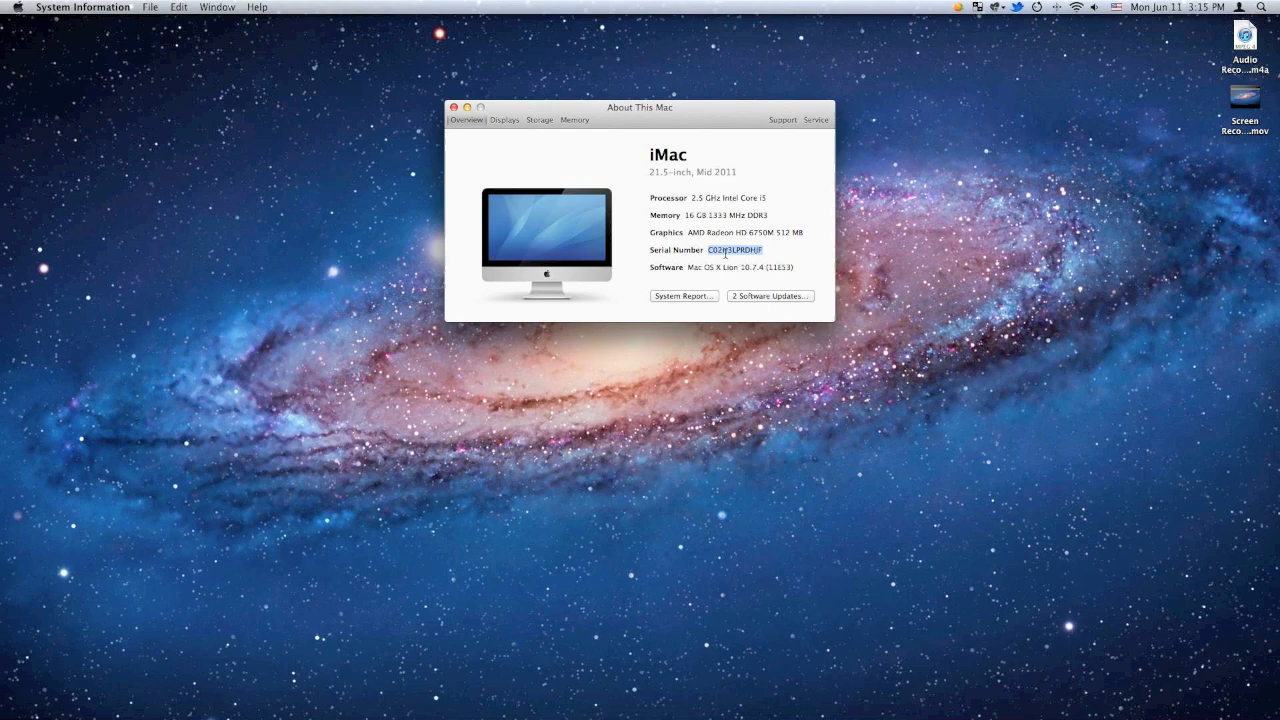 System Information File Edit Window Help Mon Jun 11 3:15 PM
MPEG 4
Audio
Reco....m4a
Screen
Reco....mov
About This Mac
Overview Displays Storage Memory Support Service
iMac
21.5-inch, Mid 2011
Processor 2.5 GHz Intel Core i5
Memory 16 GB 1333 MHz DDR3
Graphics AMD Radeon HD 6750M 512 MB
Serial Number
Software Mac OS X Lion 10.7.4 (11E53)
System Report... 2 Software Updates...